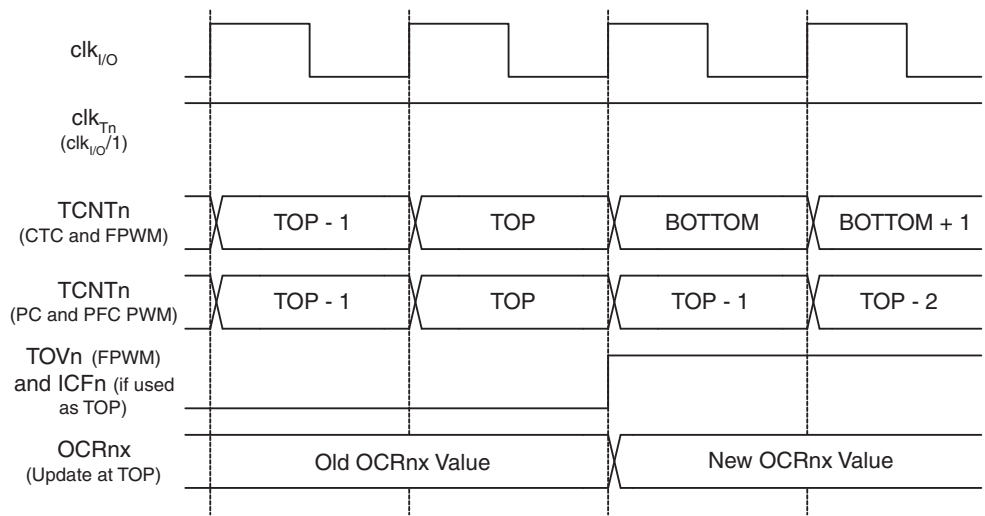 clkI/O
clkTn
(clkI/O/1)
TCNTn
(CTC and FPWM)
TOP - 1 TOP BOTTOM BOTTOM + 1
TCNTn
(PC and PFC PWM)
TOP - 1 TOP TOP - 1 TOP - 2
TOVn (FPWM)
and ICFn (if used
as TOP)
OCRnx
(Update at TOP)
Old OCRnx Value New OCRnx Value